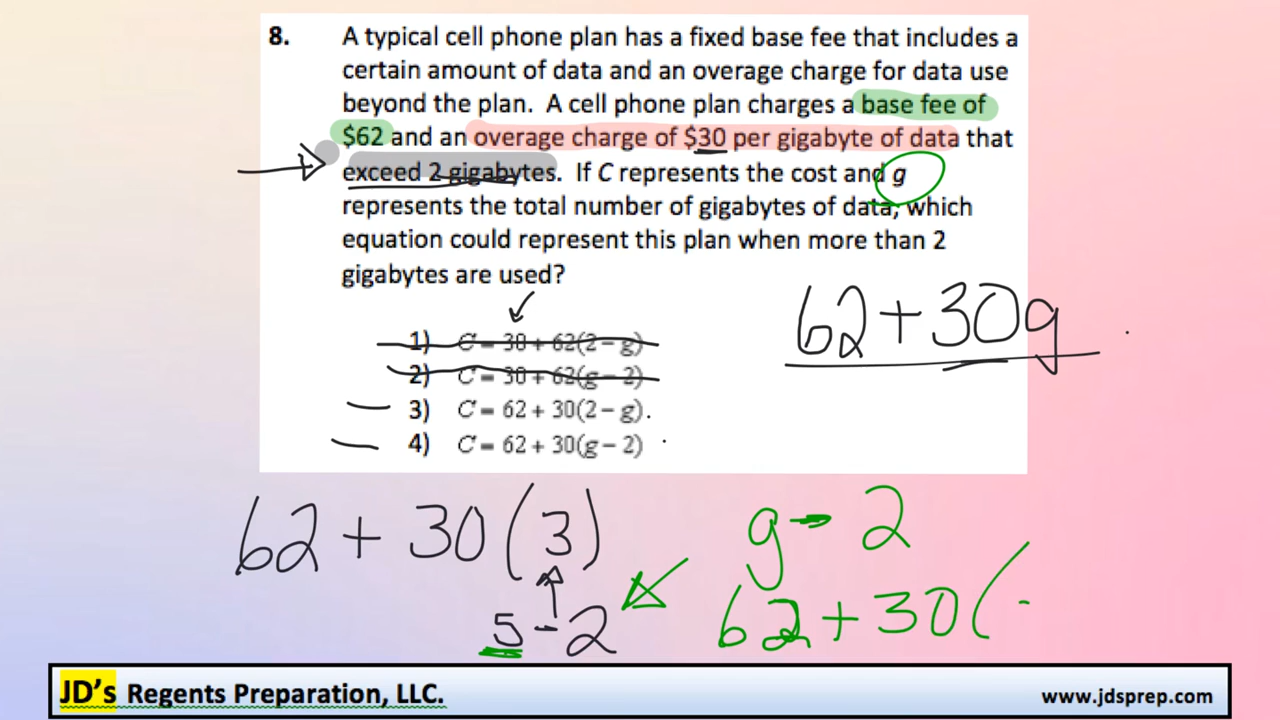 8. A typical cell phone plan has a fixed base fee that includes a
certain amount of data and an overage charge for data use
beyond the plan. A cell phone plan charges a base fee of
$62 and an overage charge of $30 per gigabyte of data that
exceed 2 gigabytes. If C represents the cost and g
represents the total number of gigabytes of data, which
equation could represent this plan when more than 2
gigabytes are used?
62+30g
1) C = 30 + 62(2 – g)
2) C = 30 + 62(g – 2)
3) C = 62 + 30(2 – g).
4) C = 62 + 30(g – 2)
62 + 30(3)
5 - 2
g - 2
62 + 30(
JD's Regents Preparation, LLC.
www.jdsprep.com